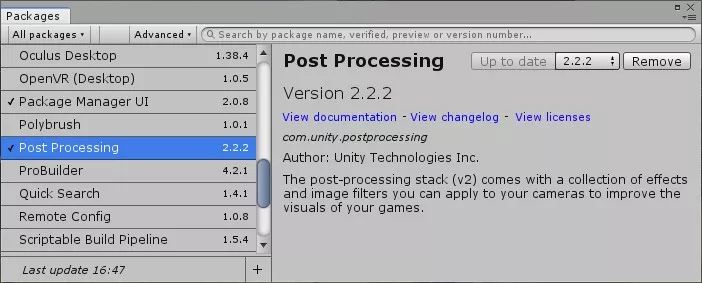 Packages
All packages
Advanced
Search by package name, verified, preview or version number...
Oculus Desktop 1.38.4
OpenVR (Desktop) 1.0.5
✓ Package Manager UI 2.0.8
Polybrush 1.0.1
✓ Post Processing 2.2.2
ProBuilder 4.2.1
Quick Search 1.4.1
Remote Config 1.0.8
Scriptable Build Pipeline 1.5.4
Last update 16:47 +
Post Processing
Up to date 2.2.2 Remove
Version 2.2.2
View documentation - View changelog - View licenses
com.unity.postprocessing
Author: Unity Technologies Inc.
The post-processing stack (v2) comes with a collection of effects
and image filters you can apply to your cameras to improve the
visuals of your games.